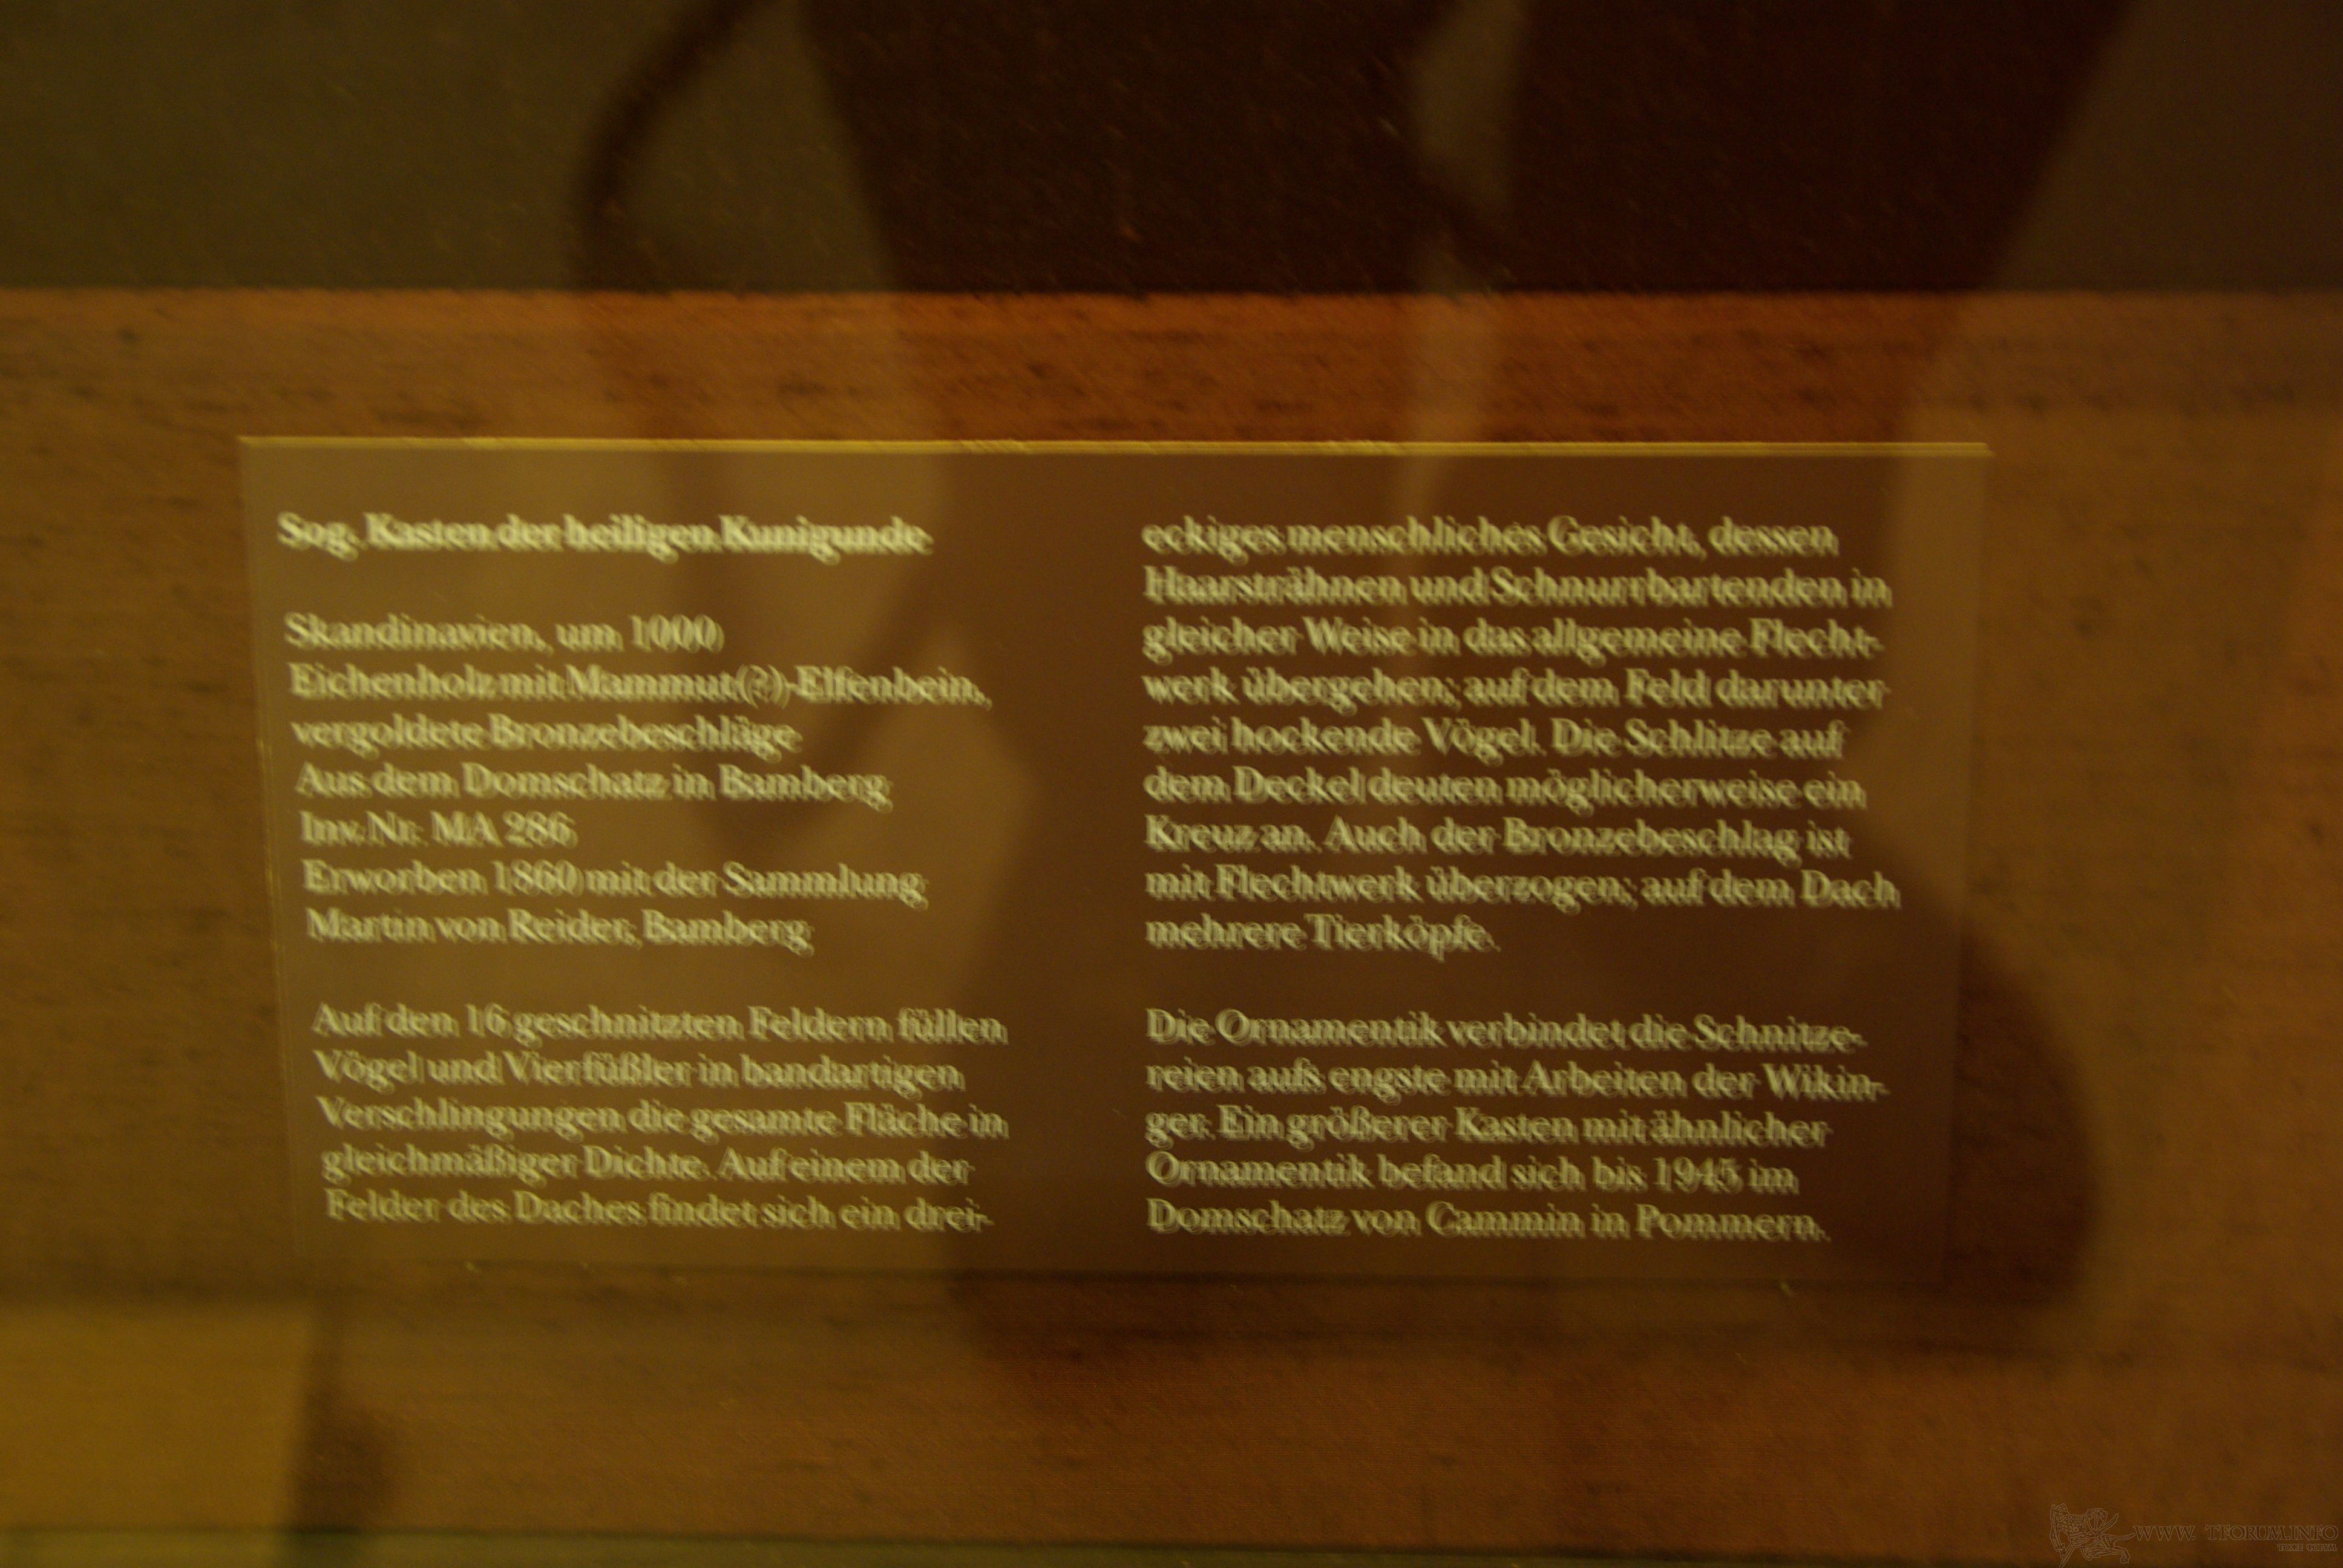 Sog. Kasten der heiligen Kunigunde
Skandinavien, um 1000
Eichenholz mit Mammut(?)-Elfenbein,
vergoldete Bronzebeschläge
Aus dem Domschatz in Bamberg
Inv.Nr. MA 286
Erworben 1860 mit der Sammlung
Martin von Reider, Bamberg
Auf den 16 geschnitzten Feldern füllen
Vögel und Vierfüßler in bandartigen
Verschlingungen die gesamte Fläche in
gleichmäßiger Dichte. Auf einem der
Felder des Daches findet sich ein drei-
eckiges menschliches Gesicht, dessen
Haarsträhnen und Schnurrbartenden in
gleicher Weise in das allgemeine Flecht-
werk übergehen; auf dem Feld darunter
zwei hockende Vögel. Die Schlitze auf
dem Deckel deuten möglicherweise ein
Kreuz an. Auch der Bronzebeschlag ist
mit Flechtwerk überzogen; auf dem Dach
mehrere Tierköpfe.
Die Ornamentik verbindet die Schnitze-
reien aufs engste mit Arbeiten der Wikin-
ger. Ein größerer Kasten mit ähnlicher
Ornamentik befand sich bis 1945 im
Domschatz von Cammin in Pommern.
WWW.TFORUM.INFO